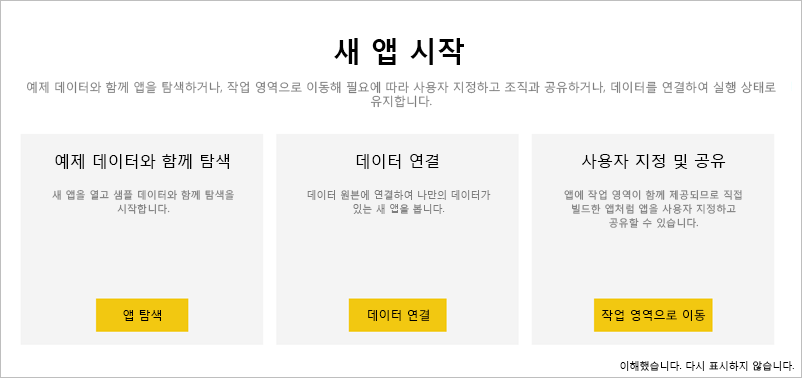 새 앱 시작
예제 데이터와 함께 앱을 탐색하거나, 작업 영역으로 이동해 필요에 따라 사용자 지정하고 조직과 공유하거나, 데이터를 연결하여 실행 상태로
유지합니다.
예제 데이터와 함께 탐색
새 앱을 열고 샘플 데이터와 함께 탐색을
시작합니다.
앱 탐색
데이터 연결
데이터 원본에 연결하여 나만의 데이터가
있는 새 앱을 봅니다.
데이터 연결
사용자 지정 및 공유
앱에 작업 영역이 함께 제공되므로 직접
빌드한 앱처럼 앱을 사용자 지정하고
공유할 수 있습니다.
작업 영역으로 이동
이해했습니다. 다시 표시하지 않습니다.